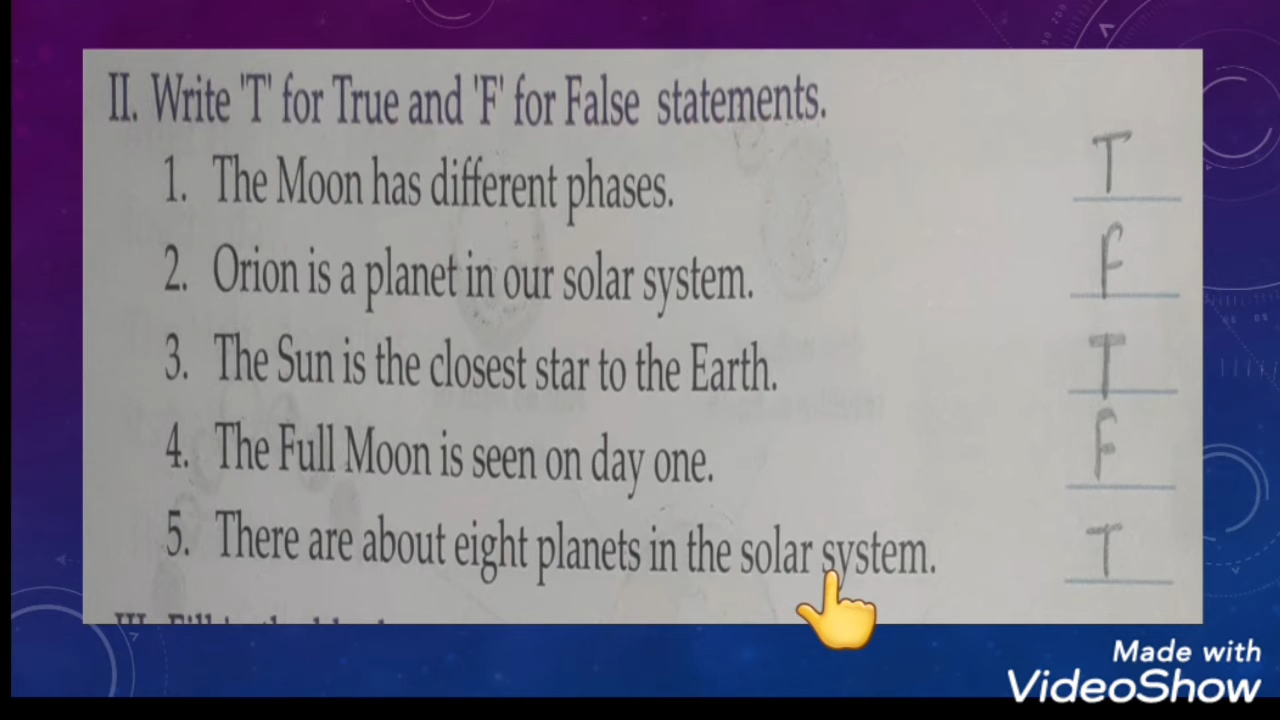 II. Write 'T' for True and 'F' for False statements.
1. The Moon has different phases. T
2. Orion is a planet in our solar system. F
3. The Sun is the closest star to the Earth. T
4. The Full Moon is seen on day one. F
5. There are about eight planets in the solar system. T
Made with
VideoShow